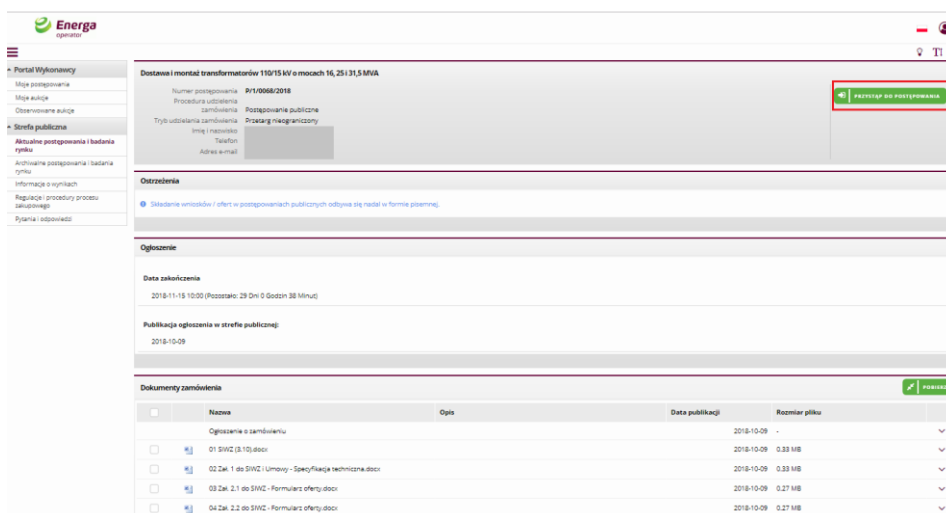 Energa
operator
TI
Portal Wykonawcy
Moje postępowania
Moje aukcje
Obserwowane aukcje
Strefa publiczna
Aktualne postępowania i badania
rynku
Archiwalne postępowania i badania
rynku
Informacje o wynikach
Regulacje i procedury procesu
zakupowego
Pytania i odpowiedzi
Dostawa i montaż transformatorów 110/15 kV o mocach 16, 25 i 31,5 MVA
Numer postępowania P/1/0068/2018
Procedura udzielenia
zamówienia Postępowanie publiczne
Tryb udzielania zamówienia Przetarg nieograniczony
Imię i nazwisko
Telefon
Adres e-mail
PRZYSTĄP DO POSTĘPOWANIA
Ostrzeżenia
Składanie wniosków / ofert w postępowaniach publicznych odbywa się nadal w formie pisemnej.
Ogłoszenie
Data zakończenia
2018-11-15 10:00 (Pozostało: 29 Dni 0 Godzin 38 Minut)
Publikacja ogłoszenia w strefie publicznej:
2018-10-09
Dokumenty zamówienia
POBIERZ
Nazwa Opis Data publikacji Rozmiar pliku
Ogłoszenie o zamówieniu 2018-10-09 -
01 SIWZ (3.10).docx 2018-10-09 0.33 MB
02 Zał. 1 do SIWZ i Umowy - Specyfikacja techniczna.docx 2018-10-09 0.33 MB
03 Zał. 2.1 do SIWZ - Formularz oferty.docx 2018-10-09 0.27 MB
04 Zał. 2.2 do SIWZ - Formularz oferty.docx 2018-10-09 0.27 MB